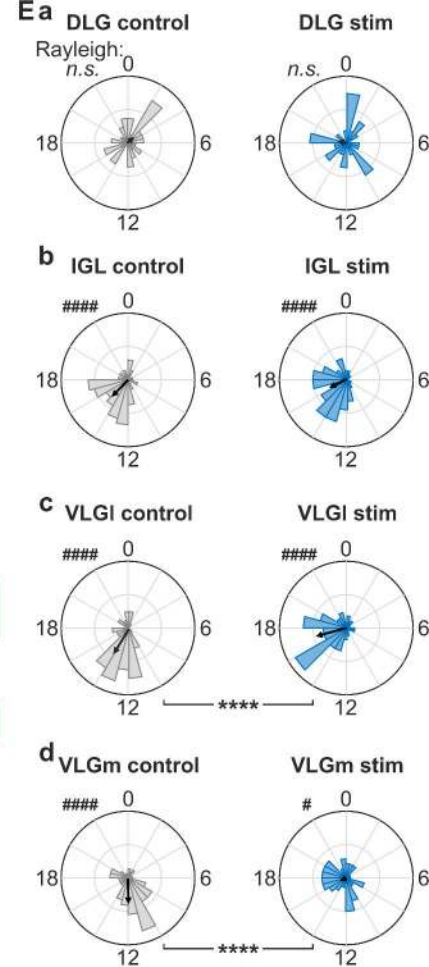 E a
DLG control DLG stim
Rayleigh:
n.s. 0 n.s. 0
18 6 18 6
12 12
b
IGL control IGL stim
#### 0 #### 0
18 6 18 6
12 12
c
VLGl control VLGl stim
#### 0 #### 0
18 6 18 6
12 **** 12
d
VLGm control VLGm stim
#### 0 # 0
18 6 18 6
12 **** 12